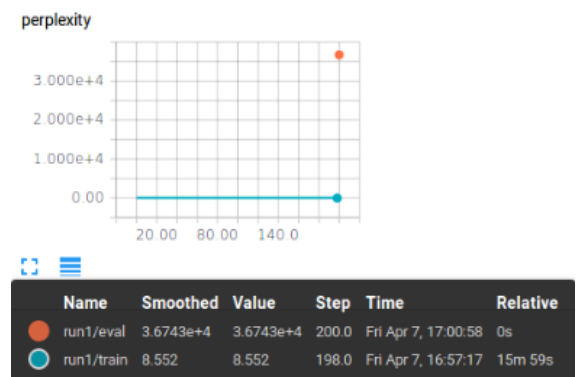 perplexity
3.000e+4
2.000e+4
1.000e+4
0.00
20.00 80.00 140.0
Name Smoothed Value Step Time Relative
run1/eval 3.6743e+4 3.6743e+4 200.0 Fri Apr 7, 17:00:58 0s
run1/train 8.552 8.552 198.0 Fri Apr 7, 16:57:17 15m 59s